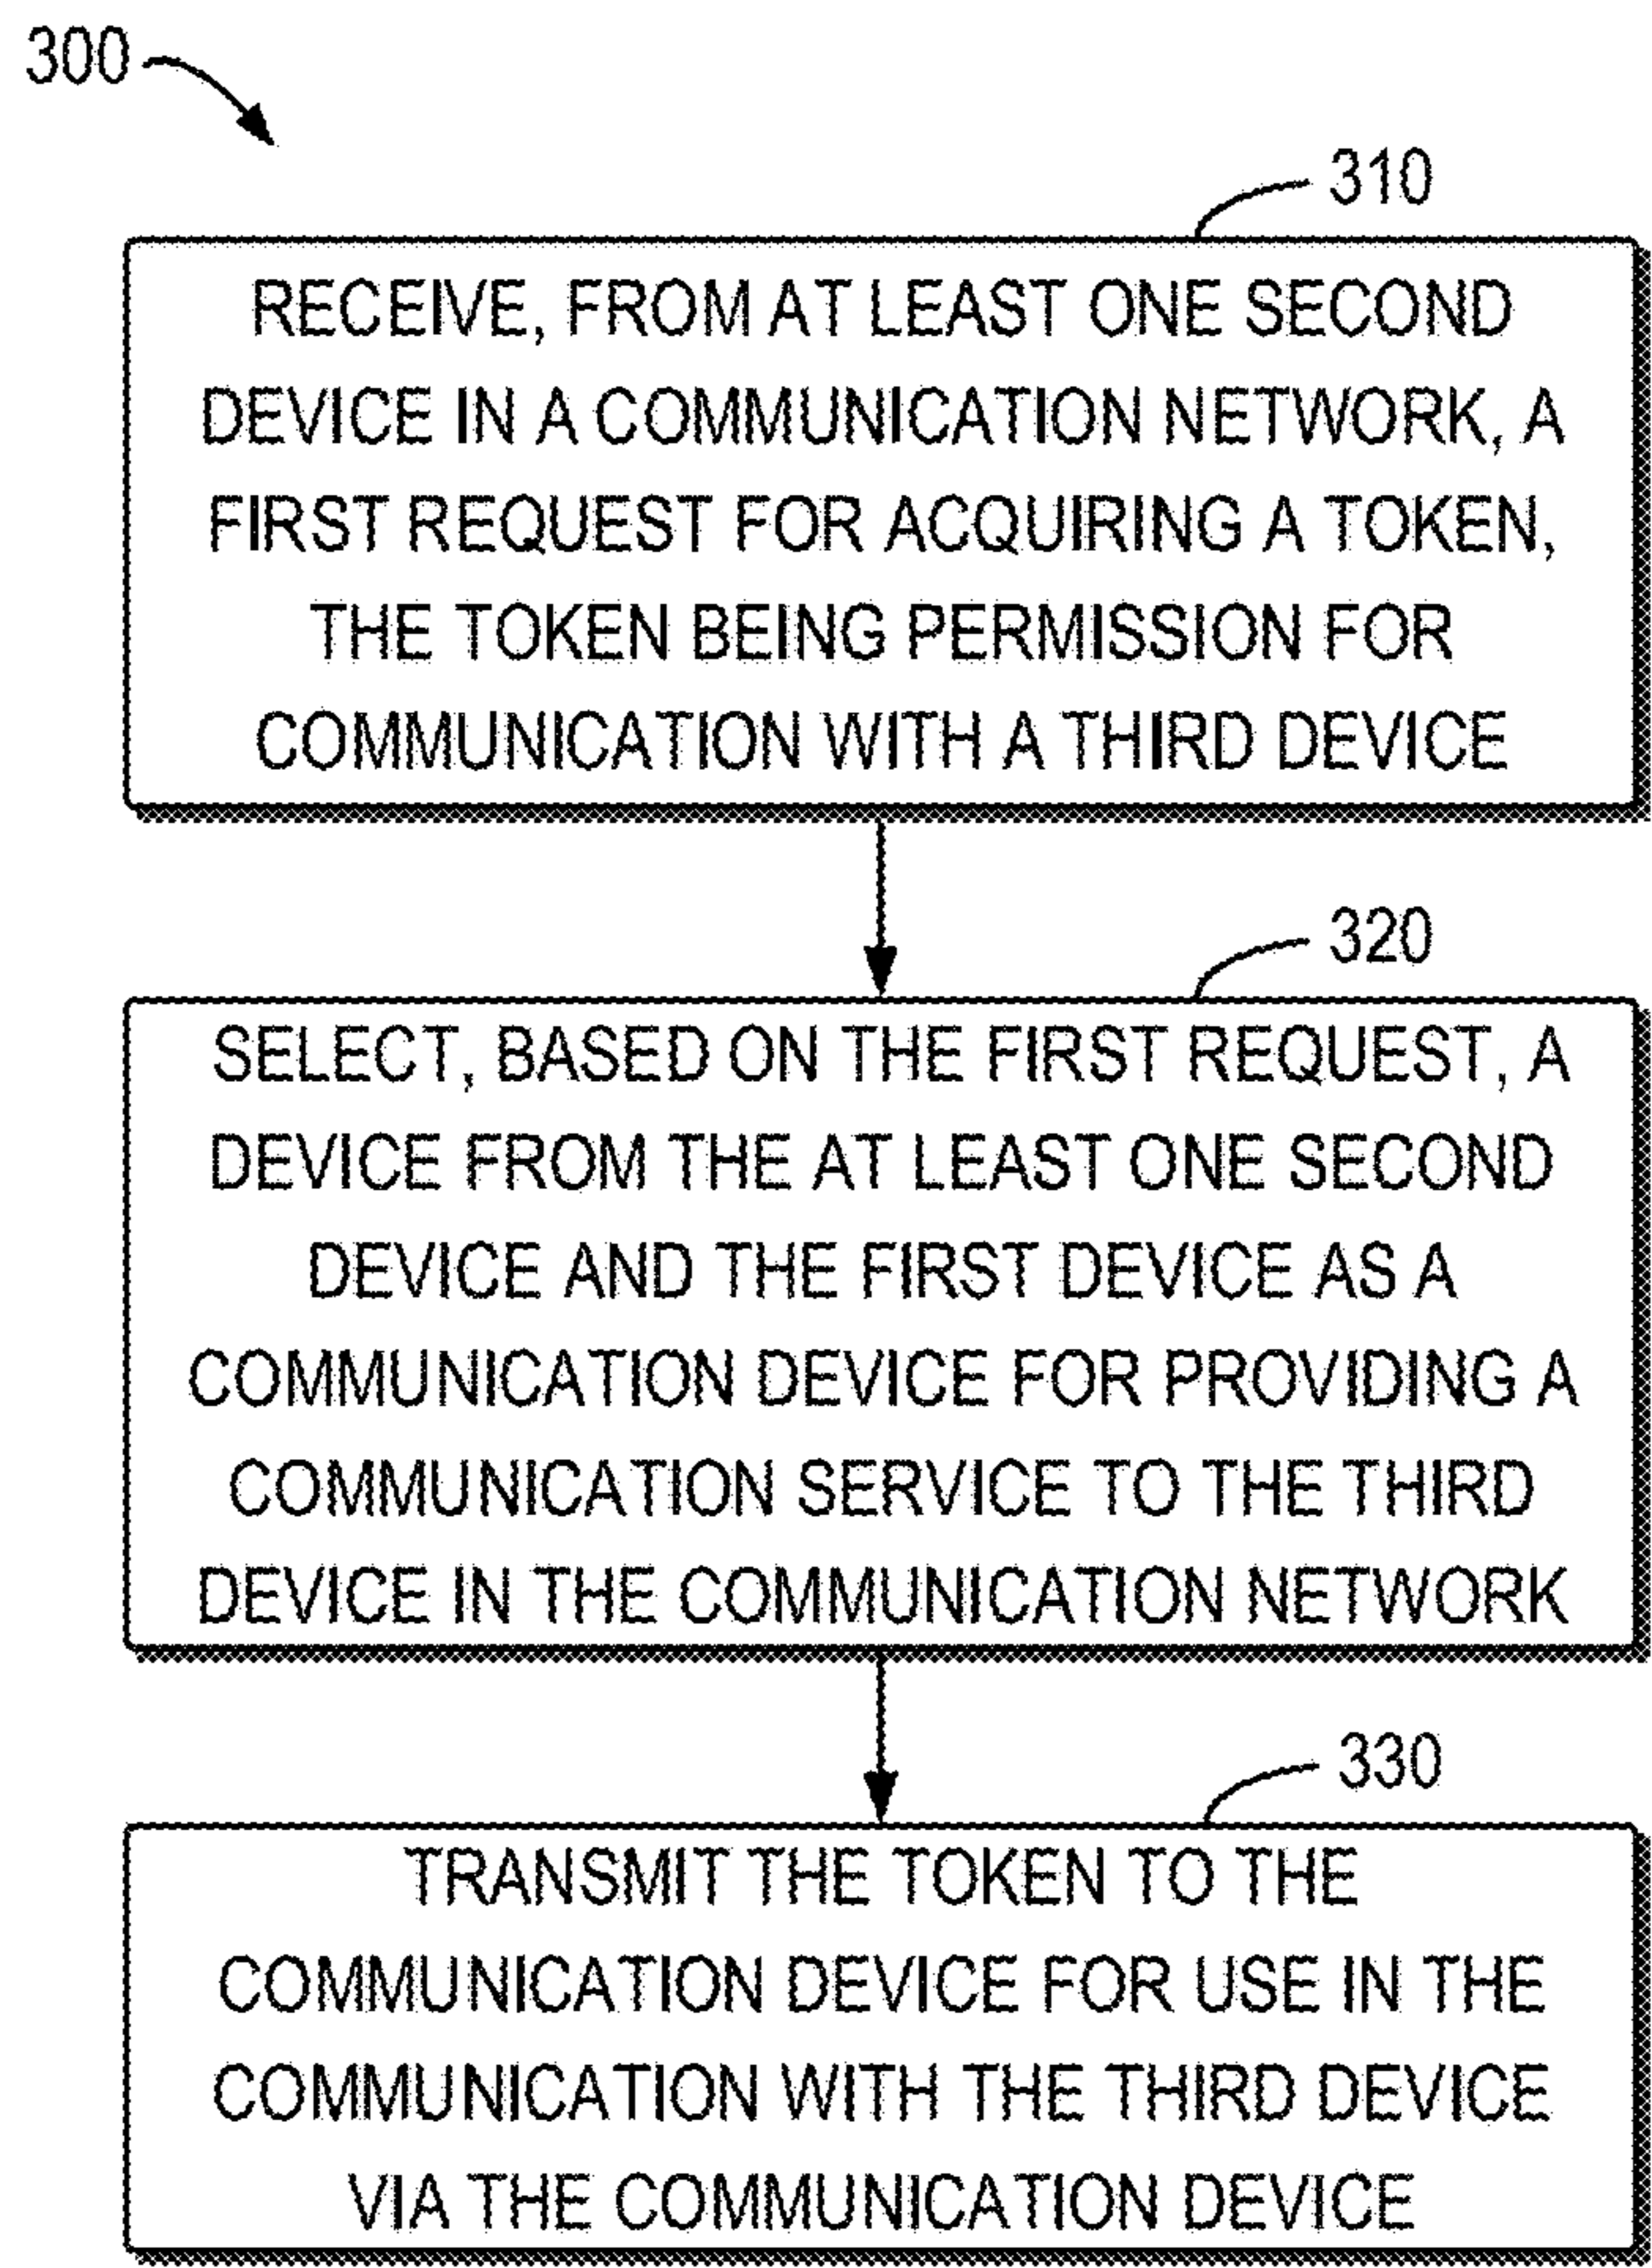 300
310
RECEIVE, FROM AT LEAST ONE SECOND
DEVICE IN A COMMUNICATION NETWORK, A
FIRST REQUEST FOR ACQUIRING A TOKEN,
THE TOKEN BEING PERMISSION FOR
COMMUNICATION WITH A THIRD DEVICE
320
SELECT, BASED ON THE FIRST REQUEST, A
DEVICE FROM THE AT LEAST ONE SECOND
DEVICE AND THE FIRST DEVICE AS A
COMMUNICATION DEVICE FOR PROVIDING A
COMMUNICATION SERVICE TO THE THIRD
DEVICE IN THE COMMUNICATION NETWORK
330
TRANSMIT THE TOKEN TO THE
COMMUNICATION DEVICE FOR USE IN THE
COMMUNICATION WITH THE THIRD DEVICE
VIA THE COMMUNICATION DEVICE